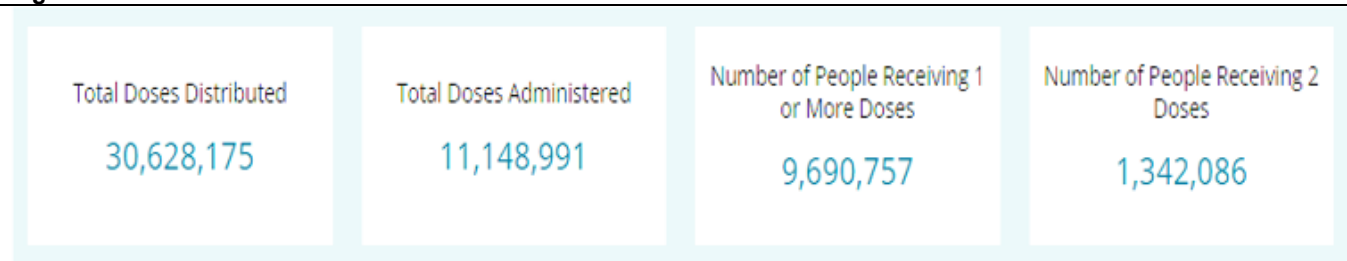 Total Doses Distributed
30,628,175
Total Doses Administered
11,148,991
Number of People Receiving 1
or More Doses
9,690,757
Number of People Receiving 2
Doses
1,342,086